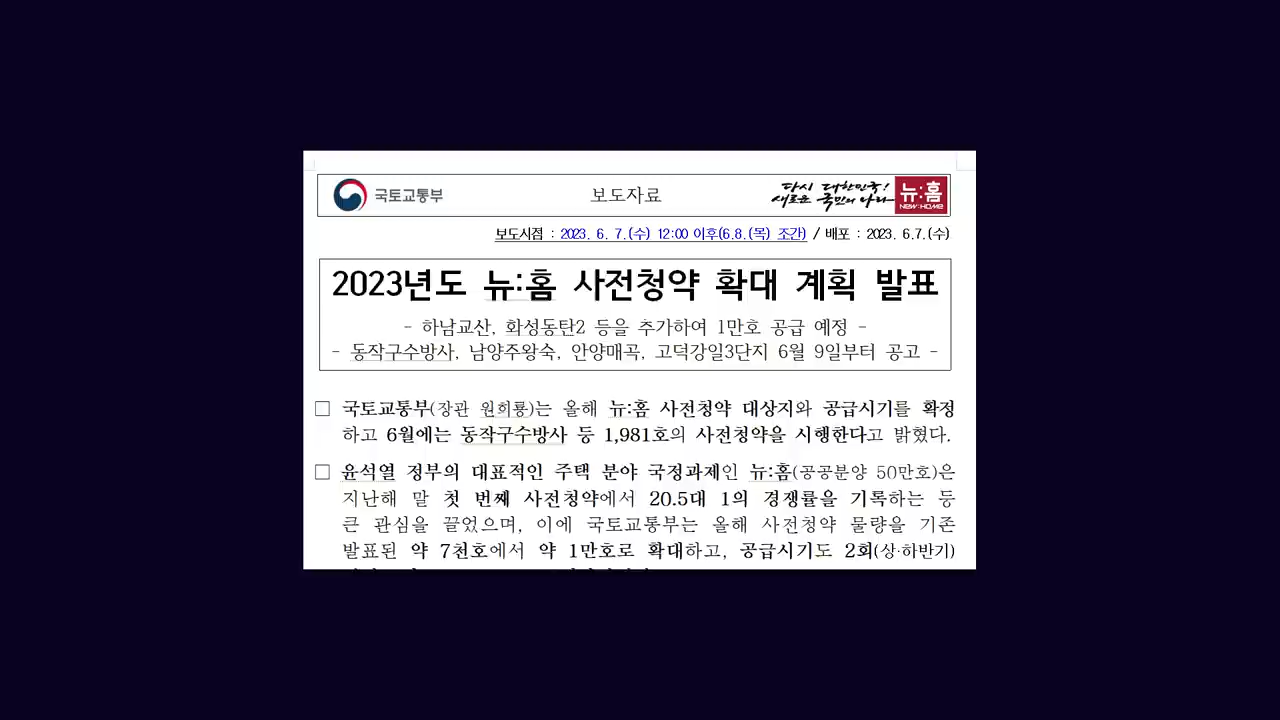 국토교통부
보도자료
다시 대한민국!
새로운 국민의 나라
뉴:홈
NEW:HOME
보도시점 : 2023. 6. 7.(수) 12:00 이후(6.8.(목) 조간) / 배포 : 2023. 6.7.(수)
2023년도 뉴:홈 사전청약 확대 계획 발표
- 하남교산, 화성동탄2 등을 추가하여 1만호 공급 예정 -
- 동작구수방사, 남양주왕숙, 안양매곡, 고덕강일3단지 6월 9일부터 공고 -
□ 국토교통부(장관 원희룡)는 올해 뉴:홈 사전청약 대상지와 공급시기를 확정
하고 6월에는 동작구수방사 등 1,981호의 사전청약을 시행한다고 밝혔다.
□ 윤석열 정부의 대표적인 주택 분야 국정과제인 뉴:홈(공공분양 50만호)은
지난해 말 첫 번째 사전청약에서 20.5대 1의 경쟁률을 기록하는 등
큰 관심을 끌었으며, 이에 국토교통부는 올해 사전청약 물량을 기존
발표된 약 7천호에서 약 1만호로 확대하고, 공급시기도 2회(상·하반기)